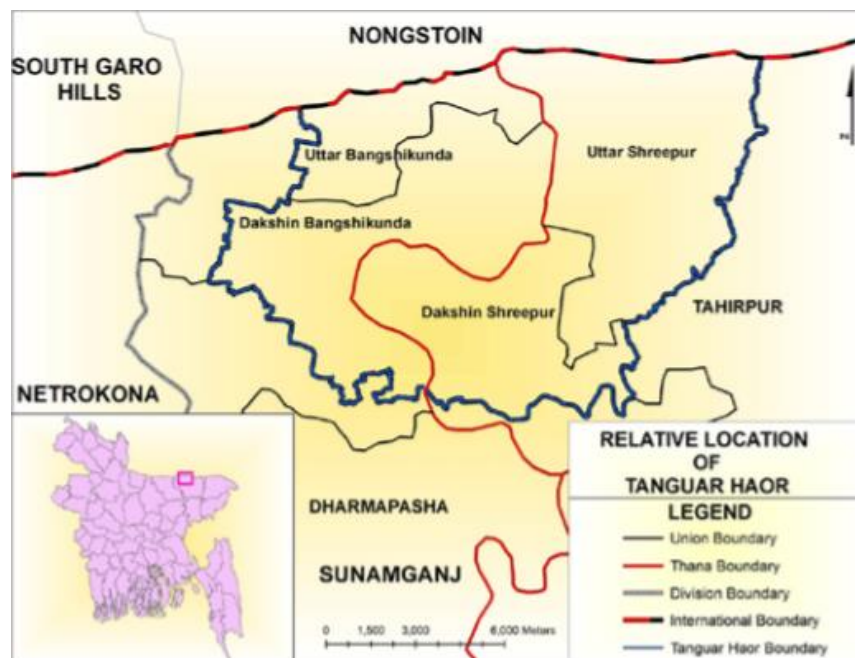 NONGSTOIN
SOUTH GARO
HILLS
Uttar Bangshikunda
Uttar Shreepur
Dakshin Bangshikunda
Dakshin Shreepur
TAHIRPUR
NETROKONA
DHARMAPASHA
SUNAMGANJ
0 1,500 3,000 6,000 Meters
RELATIVE LOCATION
OF
TANGUAR HAOR
LEGEND
Union Boundary
Thana Boundary
Division Boundary
International Boundary
Tanguar Haor Boundary